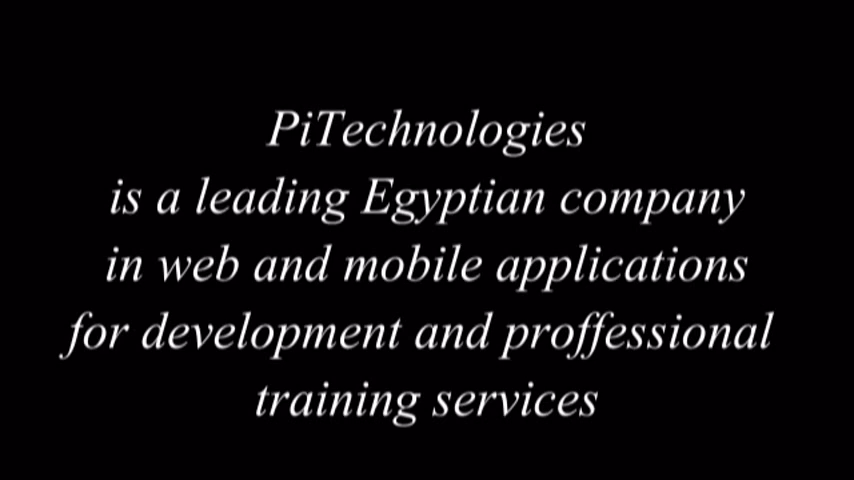 PiTechnologies
is a leading Egyptian company
in web and mobile applications
for development and proffessional
training services